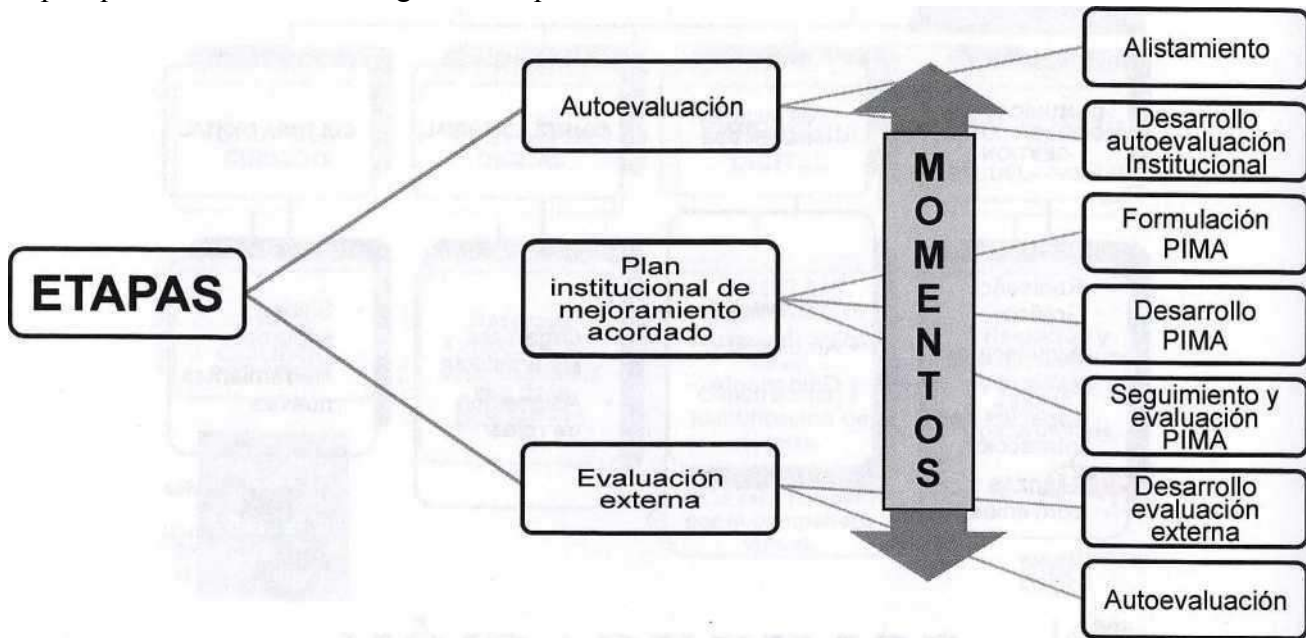 ETAPAS
Autoevaluación
Plan
institucional de
mejoramiento
acordado
Evaluación
externa
MOMENTOS
Alistamiento
Desarrollo
autoevaluación
Institucional
Formulación
PIMA
Desarrollo
PIMA
Seguimiento y
evaluación
PIMA
Desarrollo
evaluación
externa
Autoevaluación